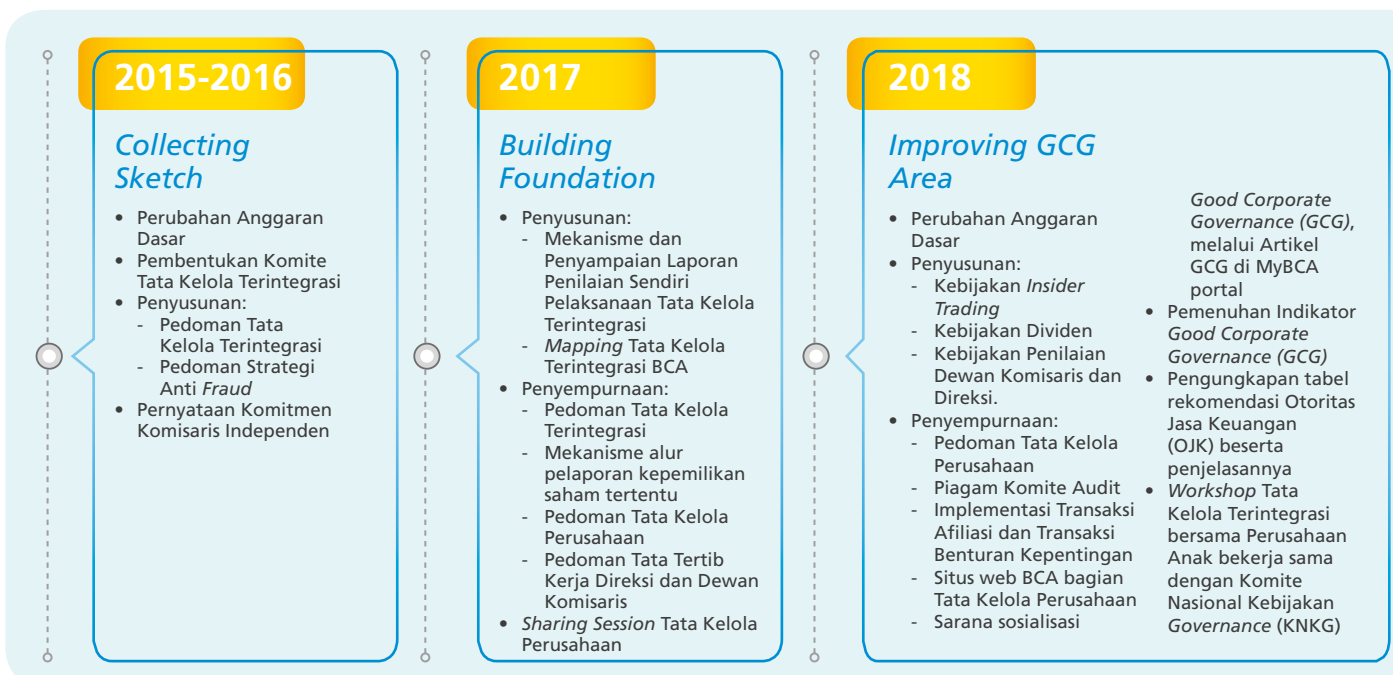 2015-2016
Collecting
Sketch
• Perubahan Anggaran
Dasar
• Pembentukan Komite
Tata Kelola Terintegrasi
• Penyusunan:
- Pedoman Tata
Kelola Terintegrasi
- Pedoman Strategi
Anti Fraud
• Pernyataan Komitmen
Komisaris Independen
2017
Building
Foundation
• Penyusunan:
- Mekanisme dan
Penyampaian Laporan
Penilaian Sendiri
Pelaksanaan Tata Kelola
Terintegrasi
- Mapping Tata Kelola
Terintegrasi BCA
• Penyempurnaan:
- Pedoman Tata Kelola
Terintegrasi
- Mekanisme alur
pelaporan kepemilikan
saham tertentu
- Pedoman Tata Kelola
Perusahaan
- Pedoman Tata Tertib
Kerja Direksi dan Dewan
Komisaris
• Sharing Session Tata Kelola
Perusahaan
2018
Improving GCG
Area
• Perubahan Anggaran
Dasar
• Penyusunan:
- Kebijakan Insider
Trading
- Kebijakan Dividen
- Kebijakan Penilaian
Dewan Komisaris dan
Direksi.
• Penyempurnaan:
- Pedoman Tata Kelola
Perusahaan
- Piagam Komite Audit
- Implementasi Transaksi
Afiliasi dan Transaksi
Benturan Kepentingan
- Situs web BCA bagian
Tata Kelola Perusahaan
- Sarana sosialisasi
Good Corporate
Governance (GCG),
melalui Artikel
GCG di MyBCA
portal
• Pemenuhan Indikator
Good Corporate
Governance (GCG)
• Pengungkapan tabel
rekomendasi Otoritas
Jasa Keuangan
(OJK) beserta
penjelasannya
• Workshop Tata
Kelola Terintegrasi
bersama Perusahaan
Anak bekerja sama
dengan Komite
Nasional Kebijakan
Governance (KNKG)